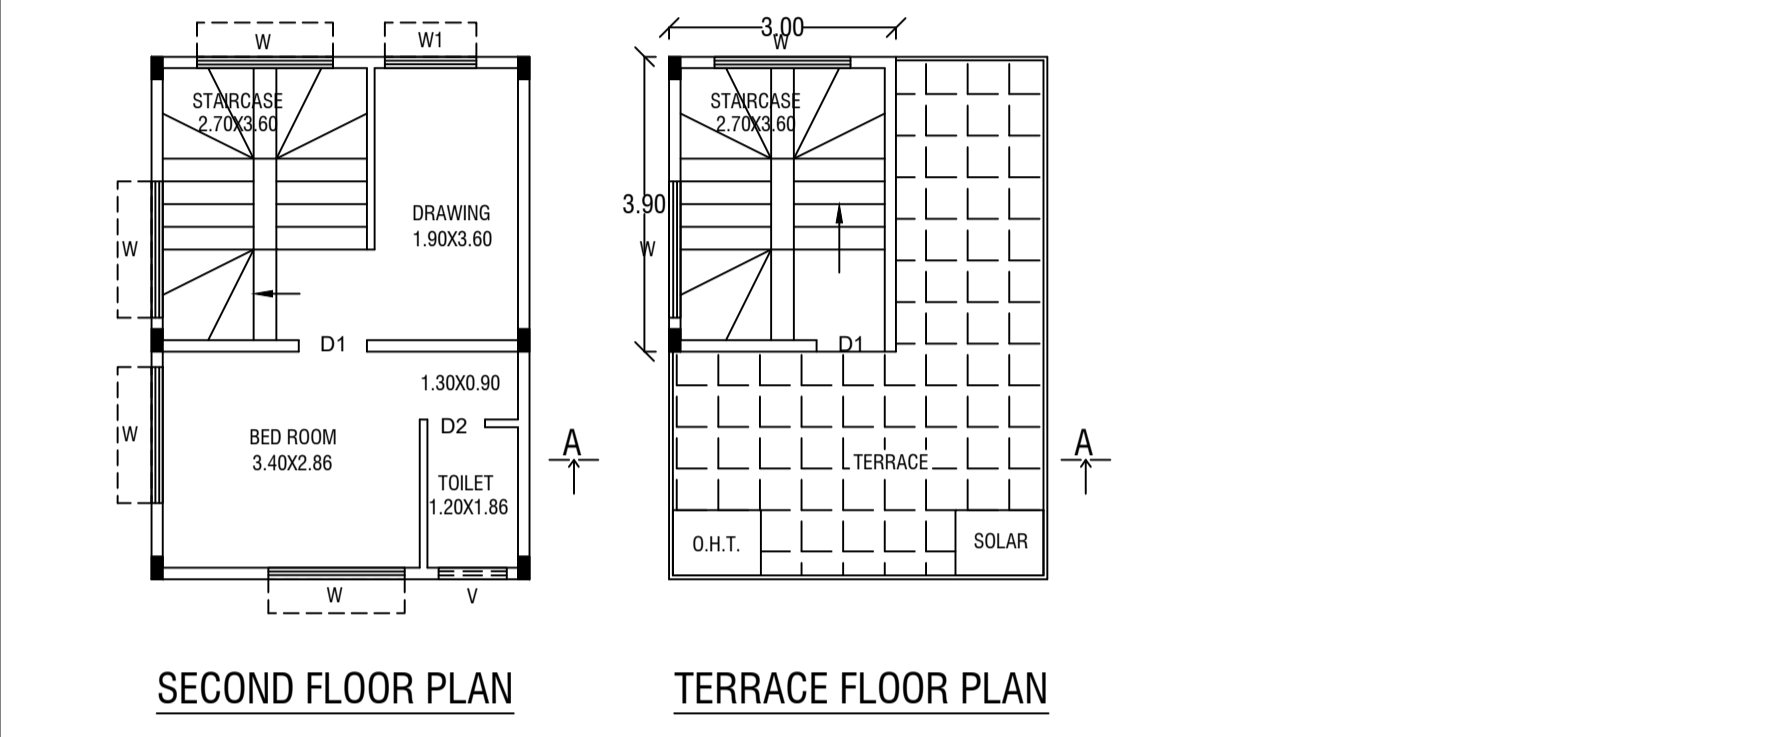 W
W1
STAIRCASE
2.70X3.60
DRAWING
1.90X3.60
W
D1
1.30X0.90
W
D2
BED ROOM
3.40X2.86
TOILET
1.20X1.86
W
V
A
SECOND FLOOR PLAN
3.00
W
STAIRCASE
2.70X3.60
3.90
W
D1
TERRACE
A
O.H.T.
SOLAR
TERRACE FLOOR PLAN